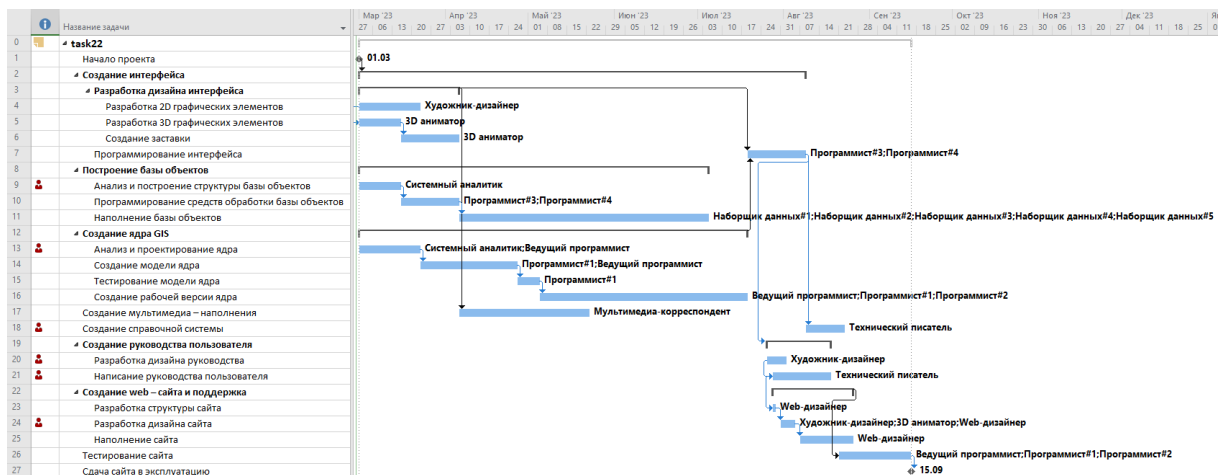 Мар '23 Апр '23 Май '23 Июн '23 Июл '23 Авг '23 Сен '23 Окт '23 Ноя '23 Дек '23
Название задачи 27 06 13 20 27 03 10 17 24 01 08 15 22 29 05 12 19 26 03 10 17 24 31 07 14 21 28 04 11 18 25 02 09 16 23 30 06 13 20 27 04 11 18 25
0 task22
1 Начало проекта 01.03
2 Создание интерфейса
3 Разработка дизайна интерфейса
4 Разработка 2D графических элементов Художник-дизайнер
5 Разработка 3D графических элементов 3D аниматор
6 Создание заставки 3D аниматор
7 Программирование интерфейса Программист#3;Программист#4
8 Построение базы объектов
9 Анализ и построение структуры базы объектов Системный аналитик
10 Программирование средств обработки базы объектов Программист#3;Программист#4
11 Наполнение базы объектов Наборщик данных#1;Наборщик данных#2;Наборщик данных#3;Наборщик данных#4;Наборщик данных#5
12 Создание ядра GIS
13 Анализ и проектирование ядра Системный аналитик;Ведущий программист
14 Создание модели ядра Программист#1;Ведущий программист
15 Тестирование модели ядра Программист#1
16 Создание рабочей версии ядра Ведущий программист;Программист#1;Программист#2
17 Создание мультимедиа – наполнения Мультимедиа-корреспондент
18 Создание справочной системы Технический писатель
19 Создание руководства пользователя
20 Разработка дизайна руководства Художник-дизайнер
21 Написание руководства пользователя Технический писатель
22 Создание web – сайта и поддержка
23 Разработка структуры сайта Web-дизайнер
24 Разработка дизайна сайта Художник-дизайнер;3D аниматор;Web-дизайнер
25 Наполнение сайта Web-дизайнер
26 Тестирование сайта Ведущий программист;Программист#1;Программист#2
27 Сдача сайта в эксплуатацию 15.09